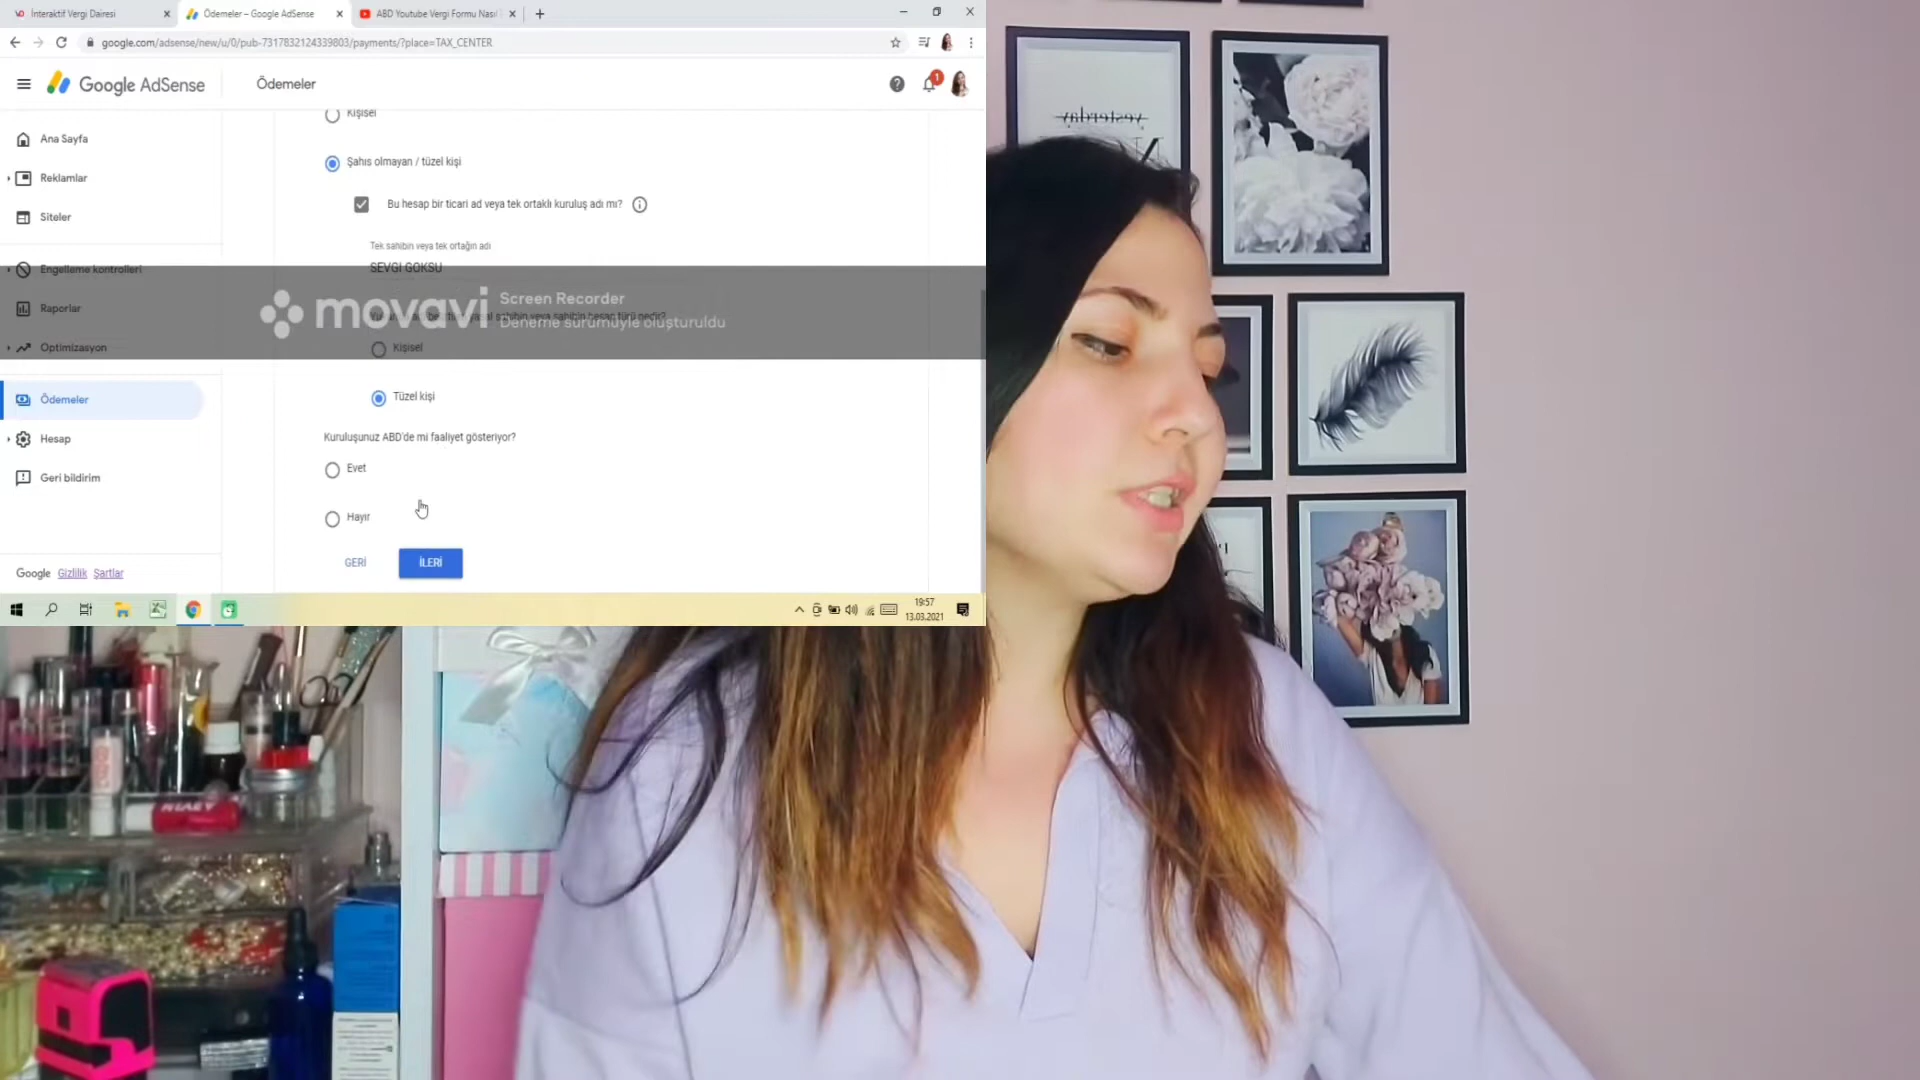 İnteraktif Vergi Dairesi
Ödemeler – Google AdSense
ABD Youtube Vergi Formu Nasıl
google.com/adsense/new/u/0/pub-7317832124339803/payments/?place=TAX_CENTER
Google AdSense
Ödemeler
1
Ana Sayfa
Reklamlar
Siteler
Engelleme kontrolleri
Raporlar
Optimizasyon
Ödemeler
Hesap
Geri bildirim
Google Gizlilik Şartlar
Kişisel
Şahıs olmayan / tüzel kişi
Bu hesap bir ticari ad veya tek ortaklı kuruluş adı mı?
Tek sahibin veya tek ortağın adı
SEVGI GOKSU
movavi
Screen Recorder
Deneme sürümüyle oluşturuldu
Kişisel
Tüzel kişi
Kuruluşunuz ABD'de mi faaliyet gösteriyor?
Evet
Hayır
GERİ
İLERİ
19:57
13.03.2021